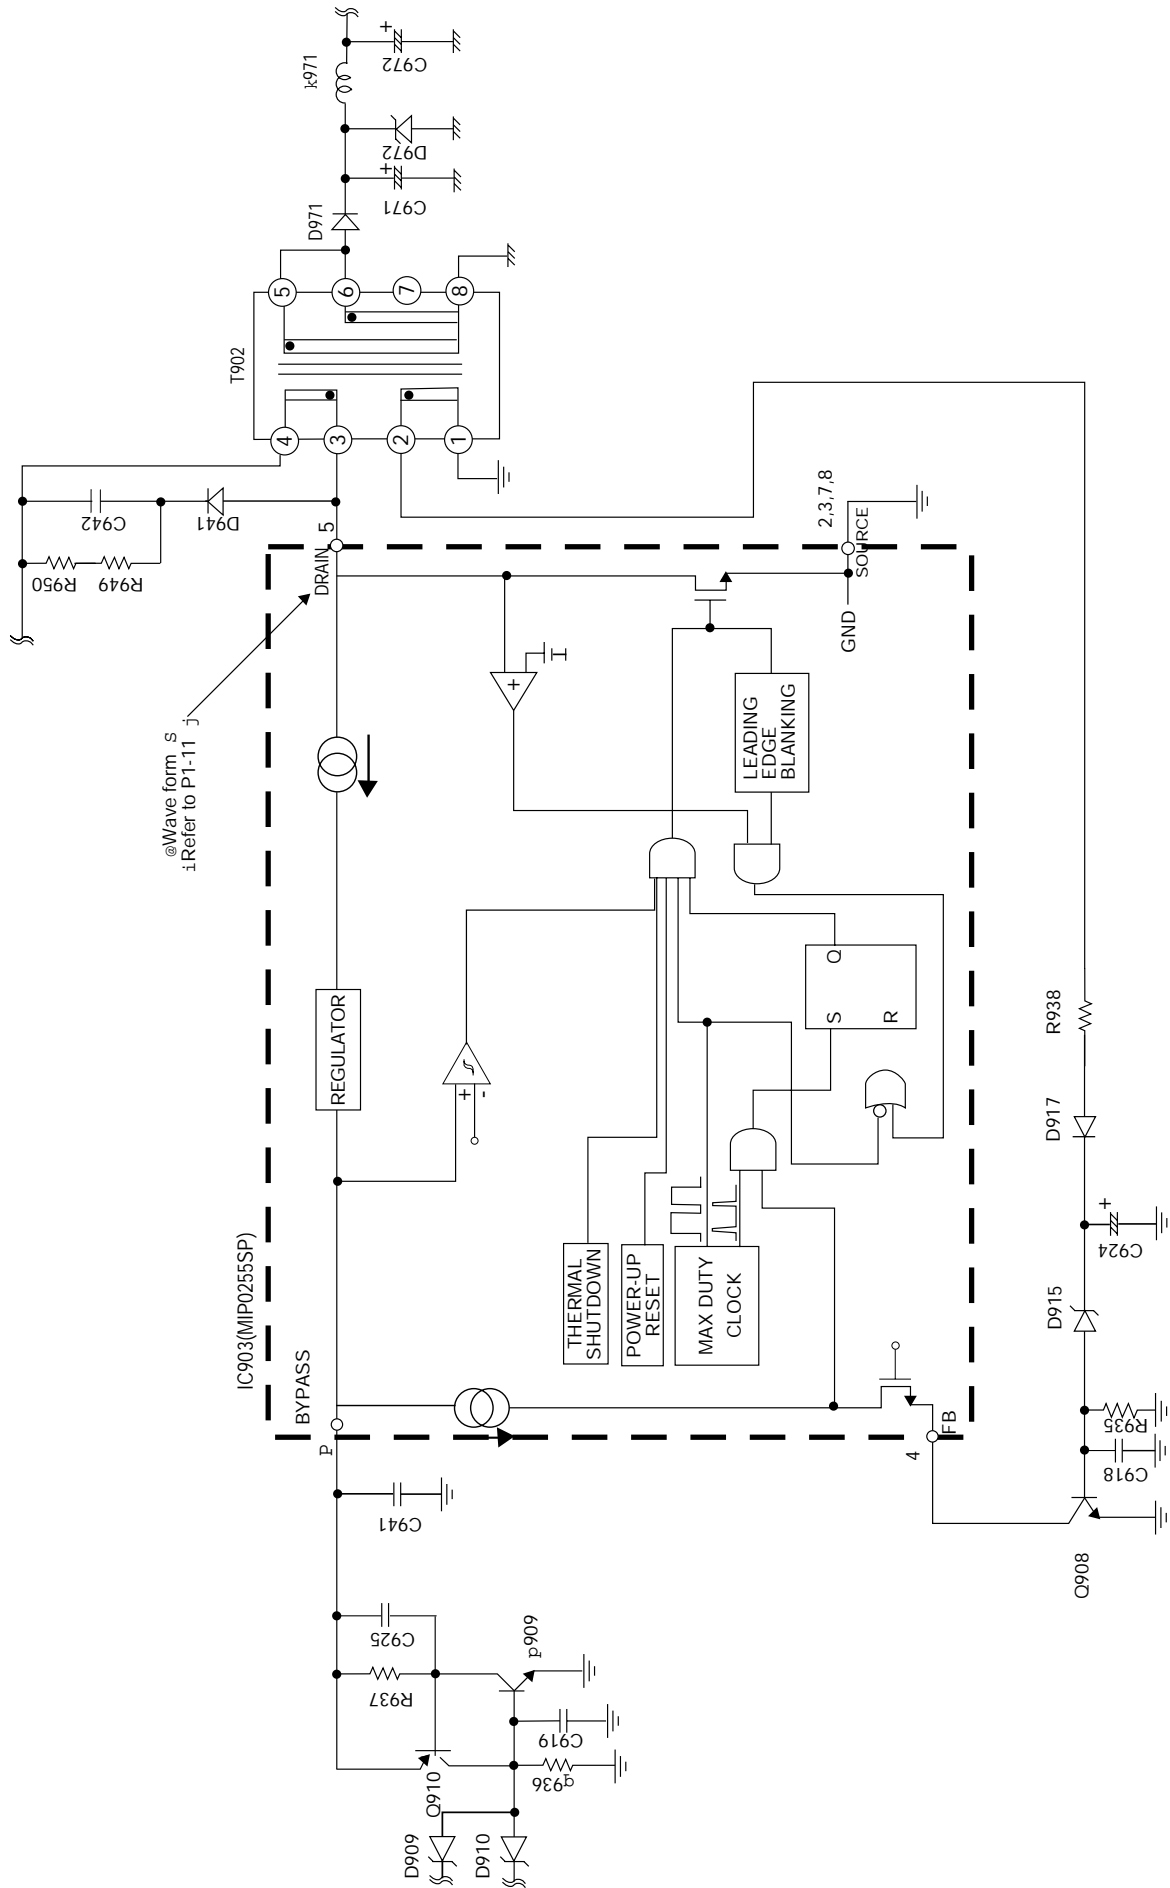 IC903(MIP0255SP)
BYPASS
P
C941
C925
R937
Q910
D909
D910
C919
q936
p909
REGULATOR
@Wave form S
iRefer to P1-11 j
DRAIN
5
R950
R949
C942
D941
T902
4
3
2
1
5
6
7
8
D971
C971
D972
k971
C972
+
+
+
-
+
I
THERMAL
SHUTDOWN
POWER-UP
RESET
MAX DUTY
CLOCK
S
Q
R
LEADING
EDGE
BLANKING
GND
SOURCE
2,3,7,8
4
FB
Q908
C918
R935
D915
C924
+
D917
R938